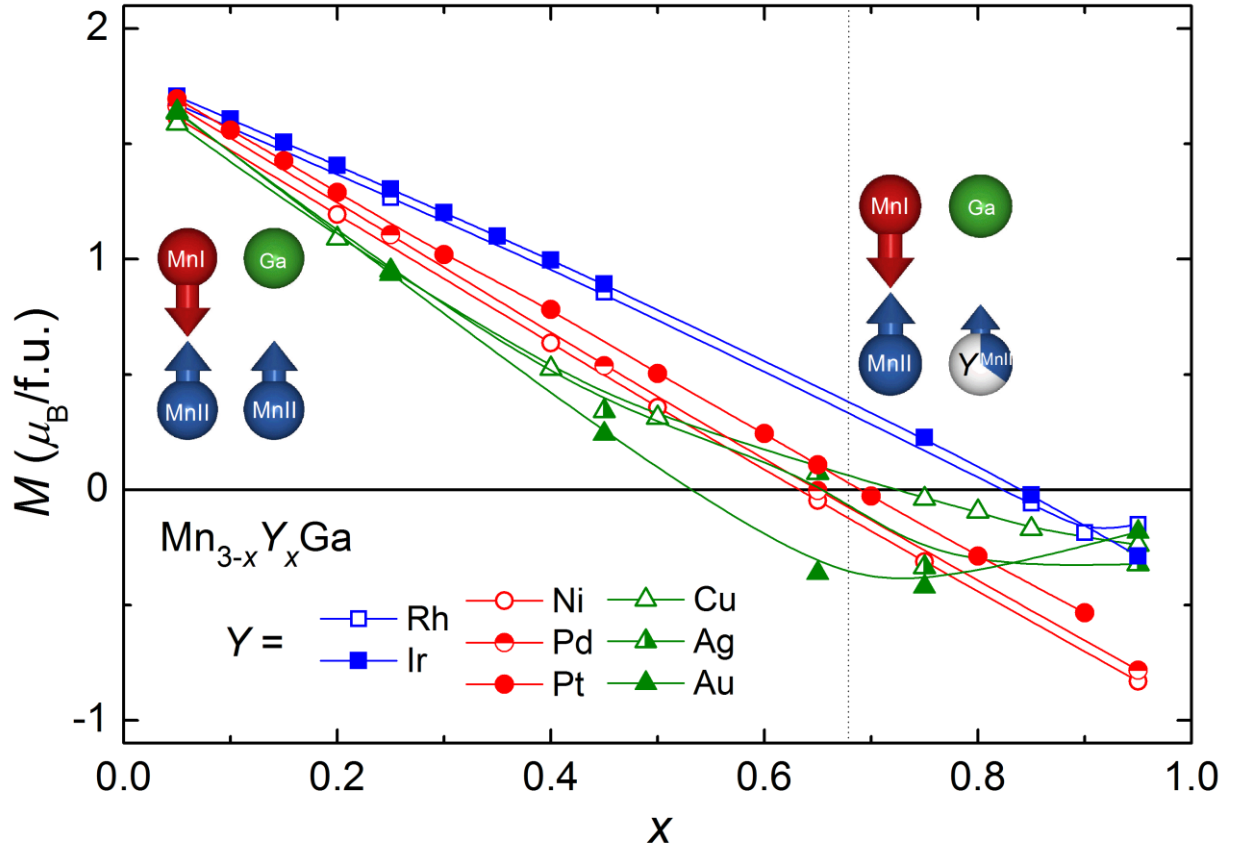 2
1
0
-1
M (μB/f.u.)
MnI
Ga
MnII
MnII
MnI
Ga
MnII
Y MnII
Mn3-xYxGa
Y =
Rh
Ir
Ni
Pd
Pt
Cu
Ag
Au
0.0 0.2 0.4 0.6 0.8 1.0
x